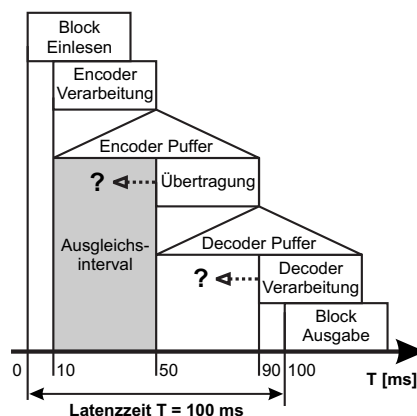 Block
Einlesen
Encoder
Verarbeitung
Encoder Puffer
? Übertragung
Ausgleichs-
interval
Decoder Puffer
? Decoder
Verarbeitung
Block
Ausgabe
0 10 50 90 100
T [ms]
Latenzzeit T = 100 ms